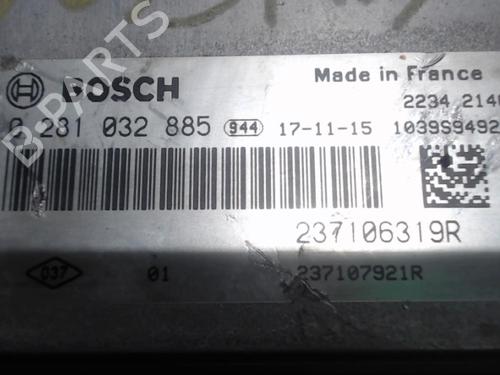 BOSCH
Made in France
2234 214
0 281 032 885 944 17-11-15 1039S9492
237106319R
037 01 237107921R
B-PARTS